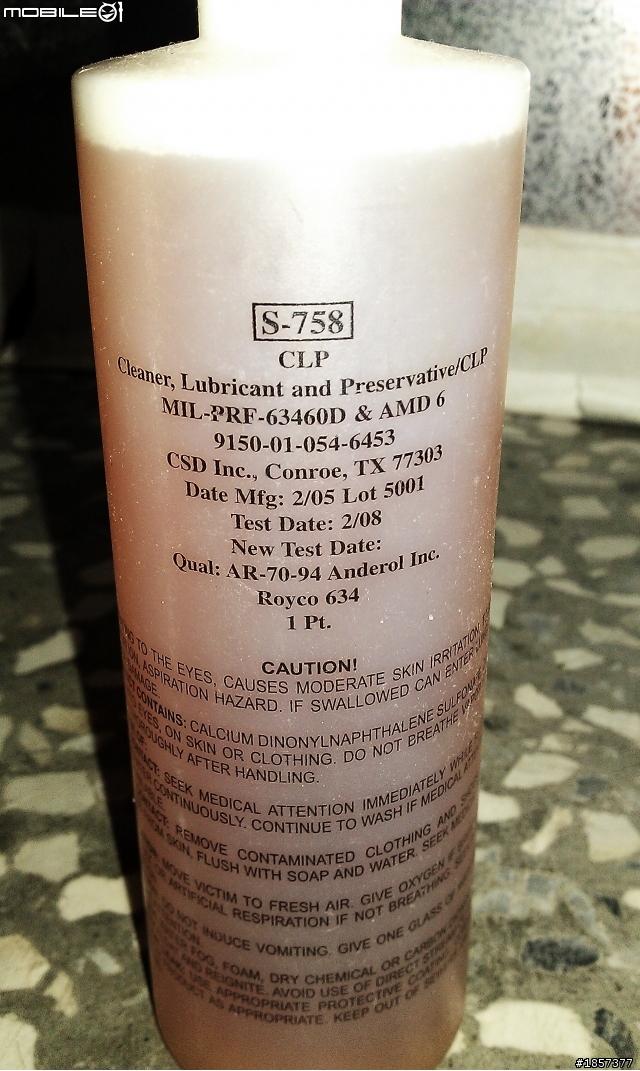 MOBILE01
S-758
CLP
Cleaner, Lubricant and Preservative/CLP
MIL-PRF-63460D & AMD 6
9150-01-054-6453
CSD Inc., Conroe, TX 77303
Date Mfg: 2/05 Lot 5001
Test Date: 2/08
New Test Date:
Qual: AR-70-94 Anderol Inc.
Royco 634
1 Pt.
CAUTION!
TO THE EYES, CAUSES MODERATE SKIN IRRITATION,
ASPIRATION HAZARD. IF SWALLOWED CAN ENTER
CONTAINS: CALCIUM DINONYLNAPHTHALENE SULFONATE
EYES, ON SKIN OR CLOTHING. DO NOT BREATHE
AFTER HANDLING.
SEEK MEDICAL ATTENTION IMMEDIATELY
CONTINUOUSLY. CONTINUE TO WASH IF MEDICAL
REMOVE CONTAMINATED CLOTHING AND
SKIN. FLUSH WITH SOAP AND WATER. SEEK
MOVE VICTIM TO FRESH AIR. GIVE OXYGEN
ARTIFICIAL RESPIRATION IF NOT BREATHING.
DO NOT INDUCE VOMITING. GIVE ONE GLASS OF
FOG, FOAM, DRY CHEMICAL OR CARBON
AND REIGNITE. AVOID USE OF DIRECT
USE APPROPRIATE PROTECTIVE
AS APPROPRIATE. KEEP OUT OF
#1857377